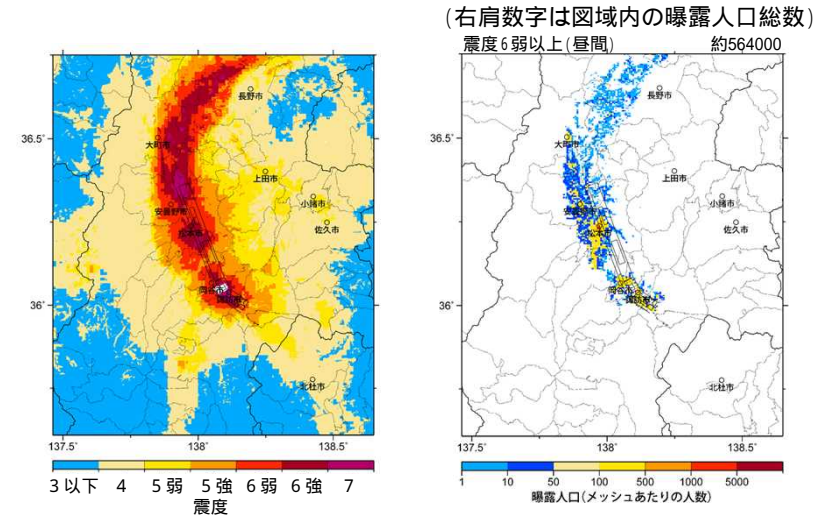 (右肩数字は図域内の曝露人口総数)
震度6弱以上(昼間) 約564000
長野市
36.5°
大町市
上田市
小諸市
安曇野市
松本市
佐久市
岡谷市
諏訪市
36°
北杜市
137.5°
138°
138.5°
3以下 4 5弱 5強 6弱 6強 7
震度
長野市
36.5°
大町市
上田市
小諸市
安曇野市
松本市
佐久市
岡谷市
諏訪市
36°
北杜市
137.5°
138°
138.5°
1 10 50 100 500 1000 5000
曝露人口(メッシュあたりの人数)